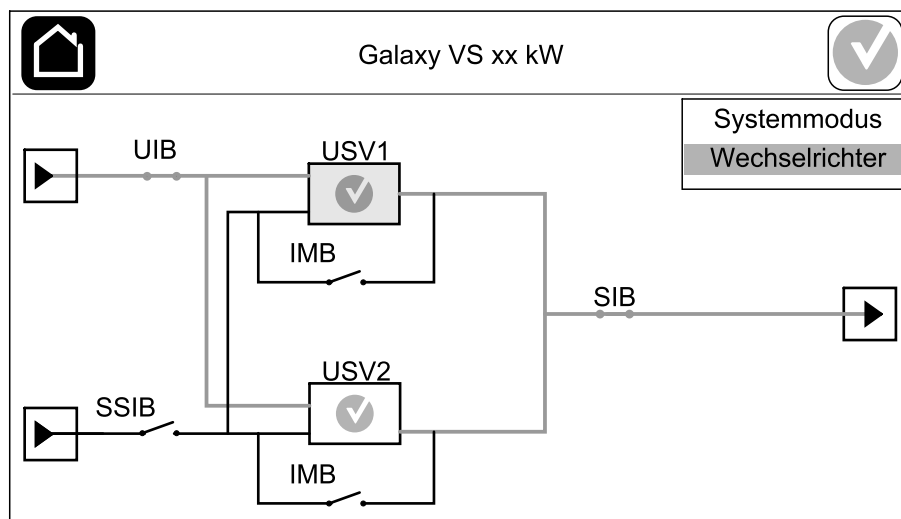 Galaxy VS xx kW
Systemmodus
Wechselrichter
UIB
USV1
IMB
SIB
USV2
SSIB
IMB